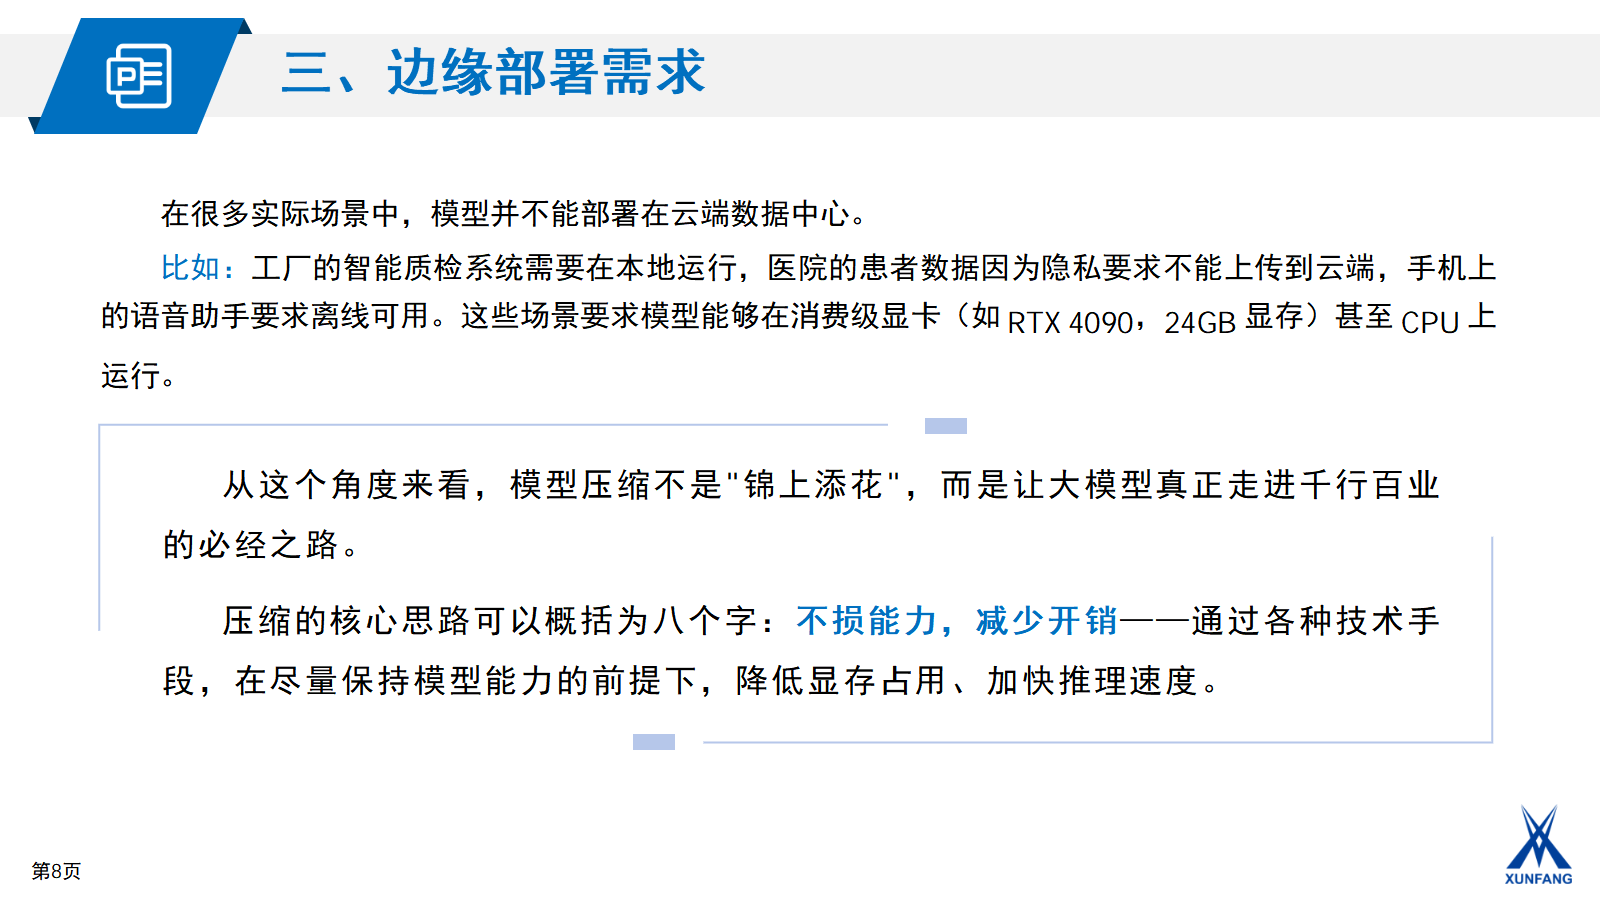 三、边缘部署需求
在很多实际场景中，模型并不能部署在云端数据中心。
比如：工厂的智能质检系统需要在本地运行，医院的患者数据因为隐私要求不能上传到云端，手机上
的语音助手要求离线可用。这些场景要求模型能够在消费级显卡（如 RTX 4090，24GB 显存）甚至 CPU 上
运行。
从这个角度来看，模型压缩不是"锦上添花"，而是让大模型真正走进千行百业
的必经之路。
压缩的核心思路可以概括为八个字：不损能力，减少开销——通过各种技术手
段，在尽量保持模型能力的前提下，降低显存占用、加快推理速度。
第8页
XUNFANG